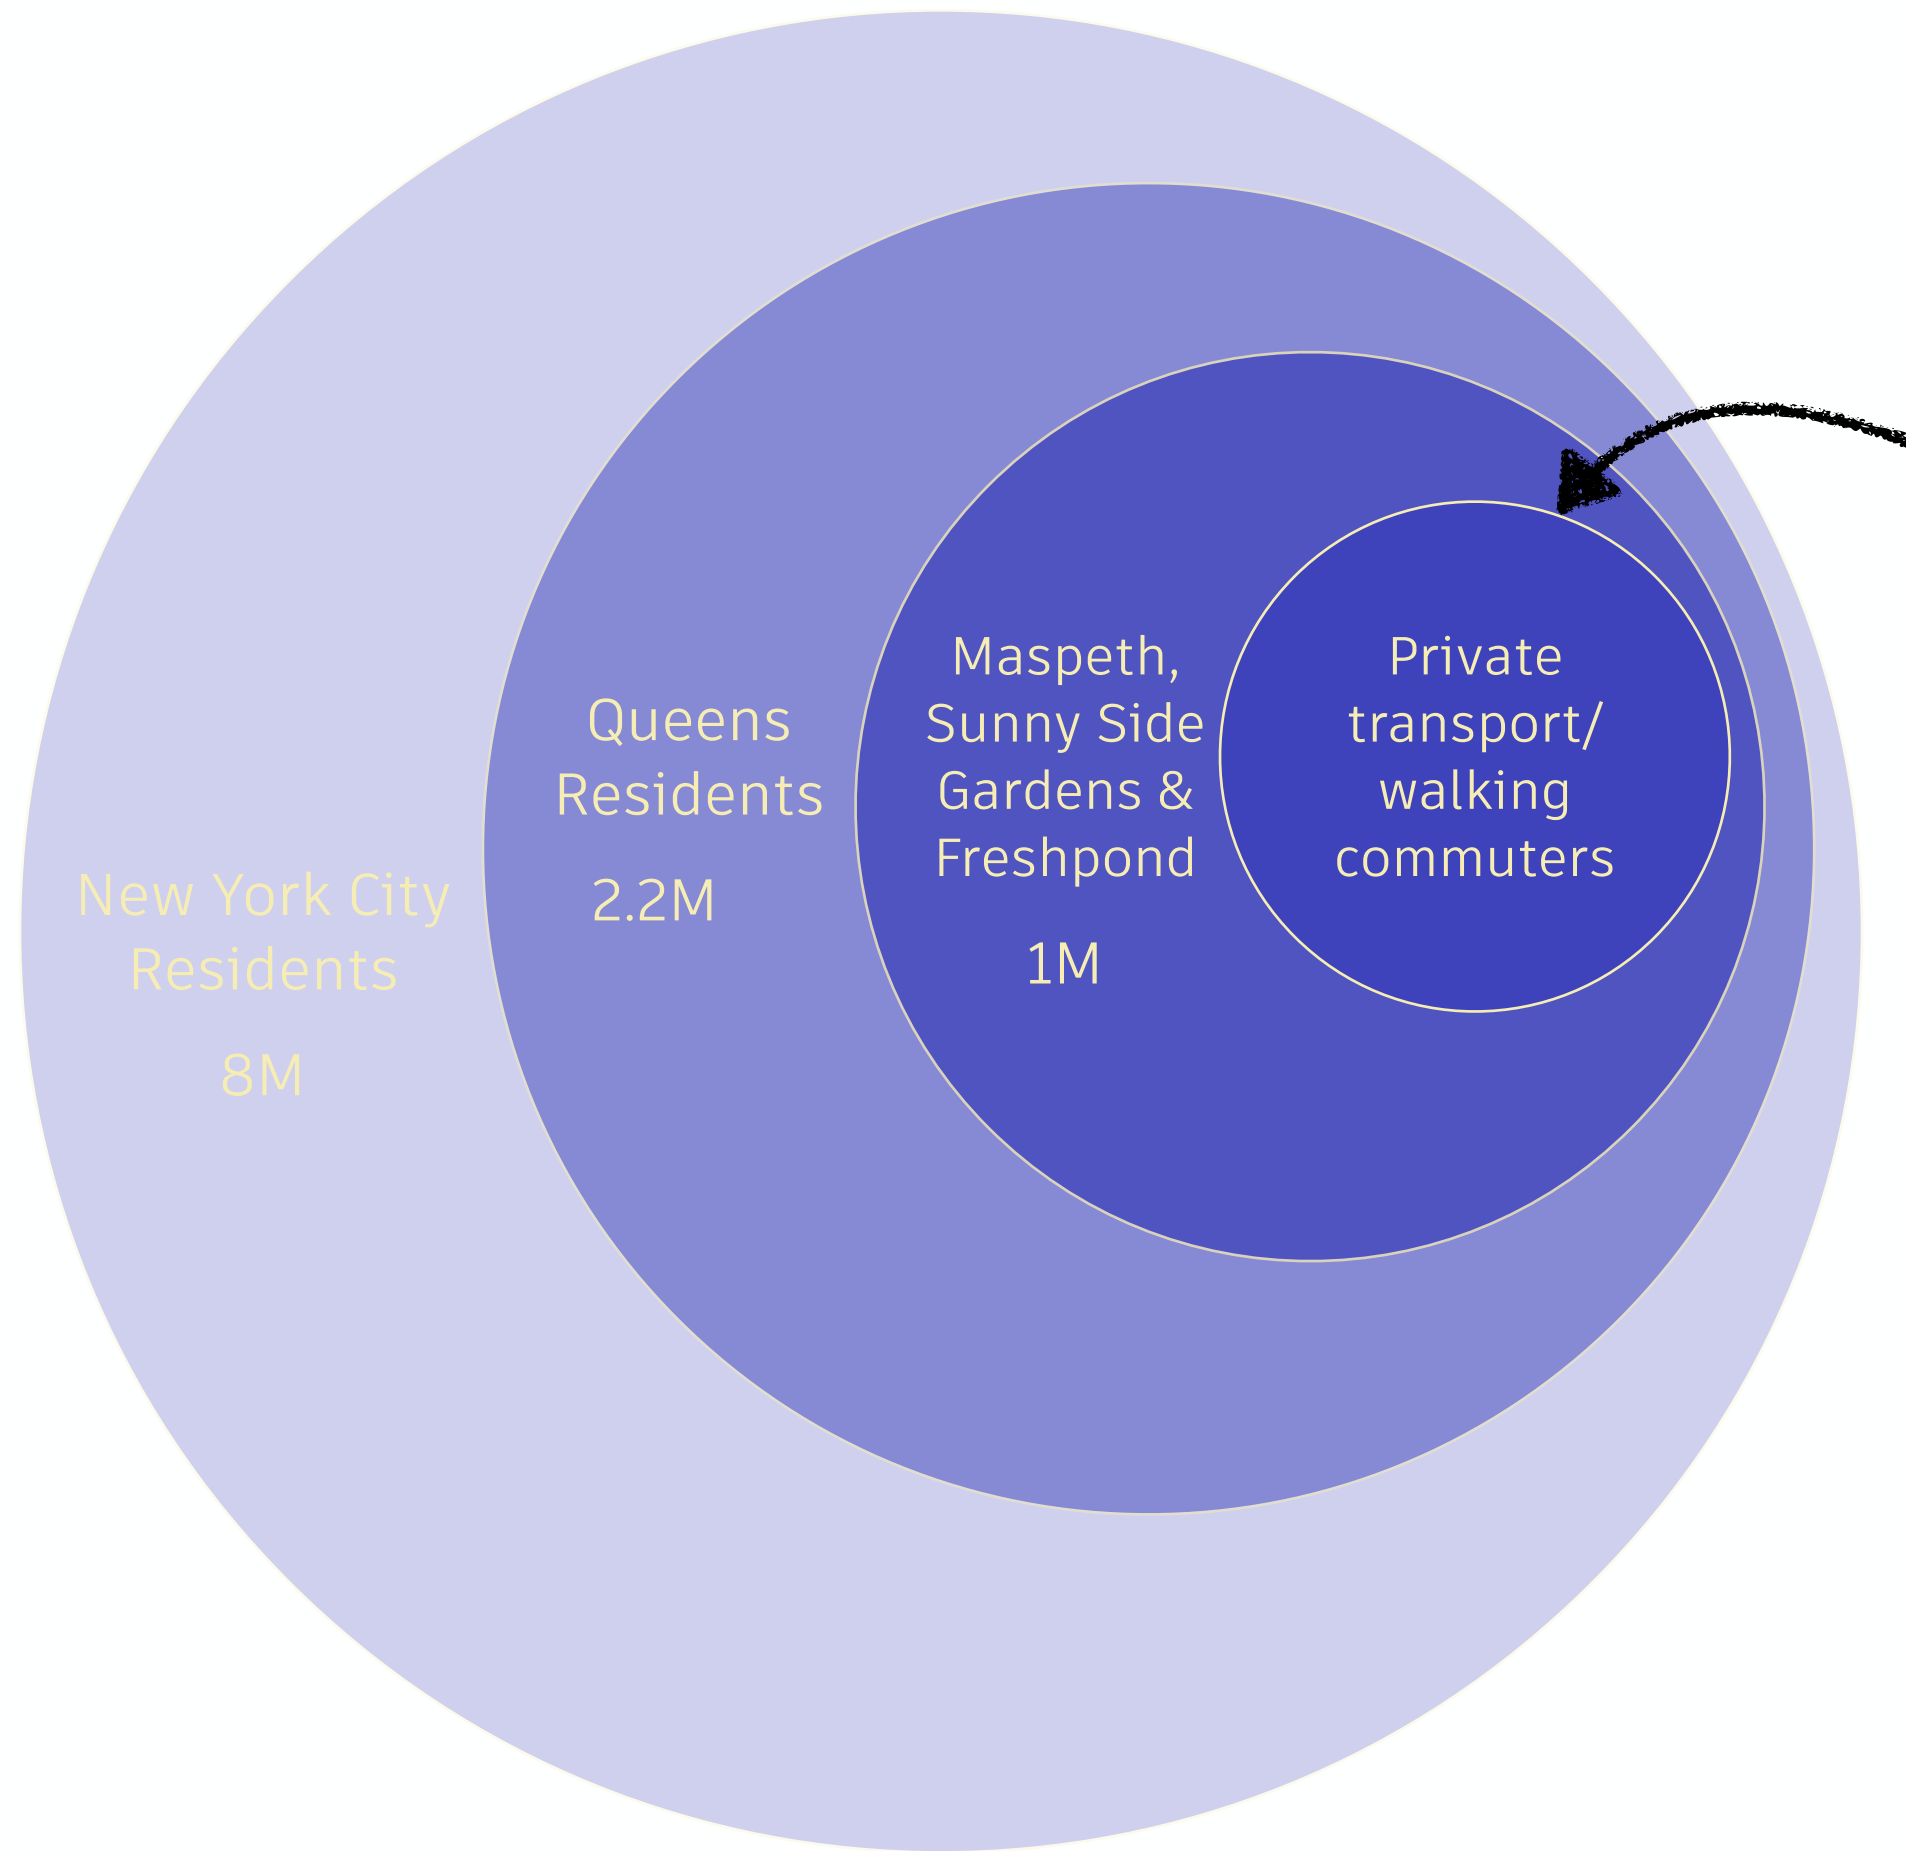 New York City
Residents
8M
Queens
Residents
2.2M
Maspeth,
Sunny Side
Gardens &
Freshpond
1M
Private
transport/
walking
commuters